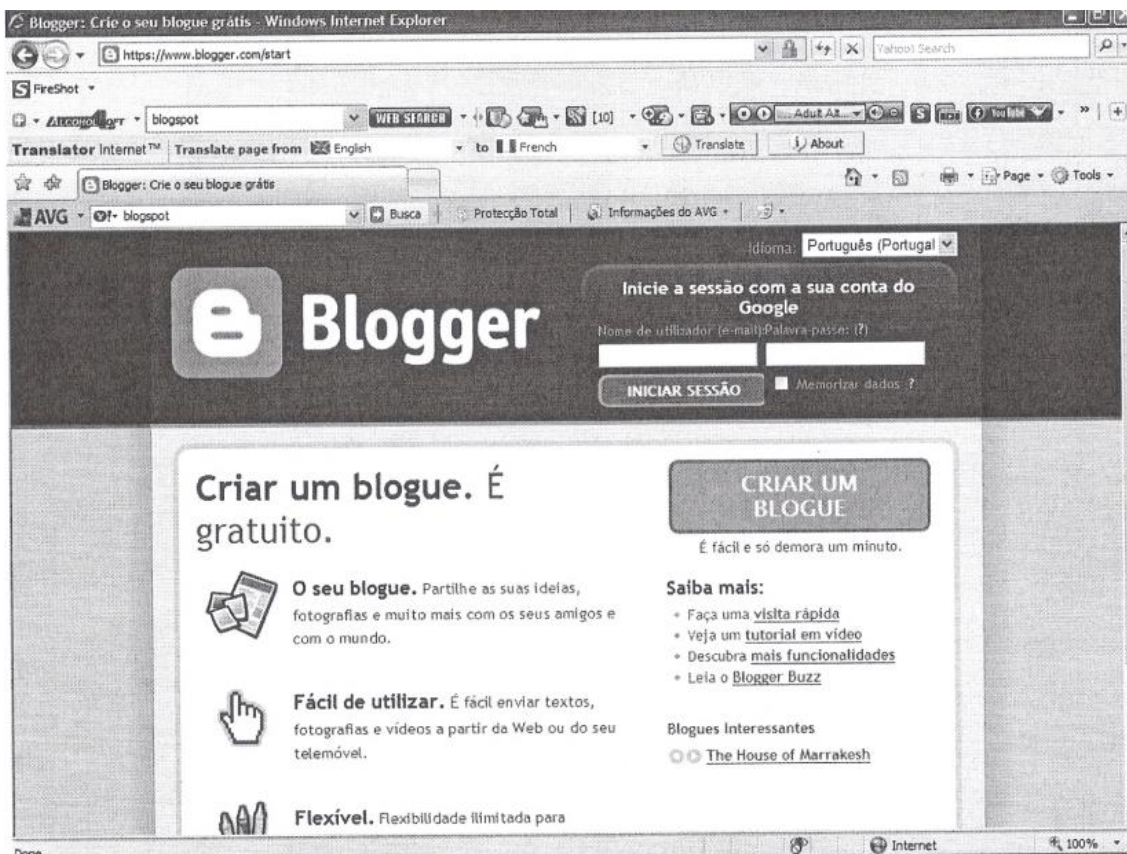 Blogger: Crie o seu blogue grátis - Windows Internet Explorer
https://www.blogger.com/start
Yahoo! Search
FireShot
blogspot WEB SEARCH [10] Adult Alt... YouTube
Translator Internet™ Translate page from English to French Translate About
Blogger: Crie o seu blogue grátis Page Tools
AVG blogspot Busca Protecção Total Informações do AVG
Idioma: Português (Portugal
Blogger
Inicie a sessão com a sua conta do
Google
Nome de utilizador (e-mail):Palavra-passe: (?)
INICIAR SESSÃO Memorizar dados ?
Criar um blogue. É
gratuito.
CRIAR UM
BLOGUE
É fácil e só demora um minuto.
O seu blogue. Partilhe as suas ideias,
fotografias e muito mais com os seus amigos e
com o mundo.
Fácil de utilizar. É fácil enviar textos,
fotografias e vídeos a partir da Web ou do seu
telemóvel.
Flexível. Flexibilidade ilimitada para
Saiba mais:
Faça uma visita rápida
Veja um tutorial em vídeo
Descubra mais funcionalidades
Leia o Blogger Buzz
Blogues Interessantes
The House of Marrakesh
Done Internet 100%